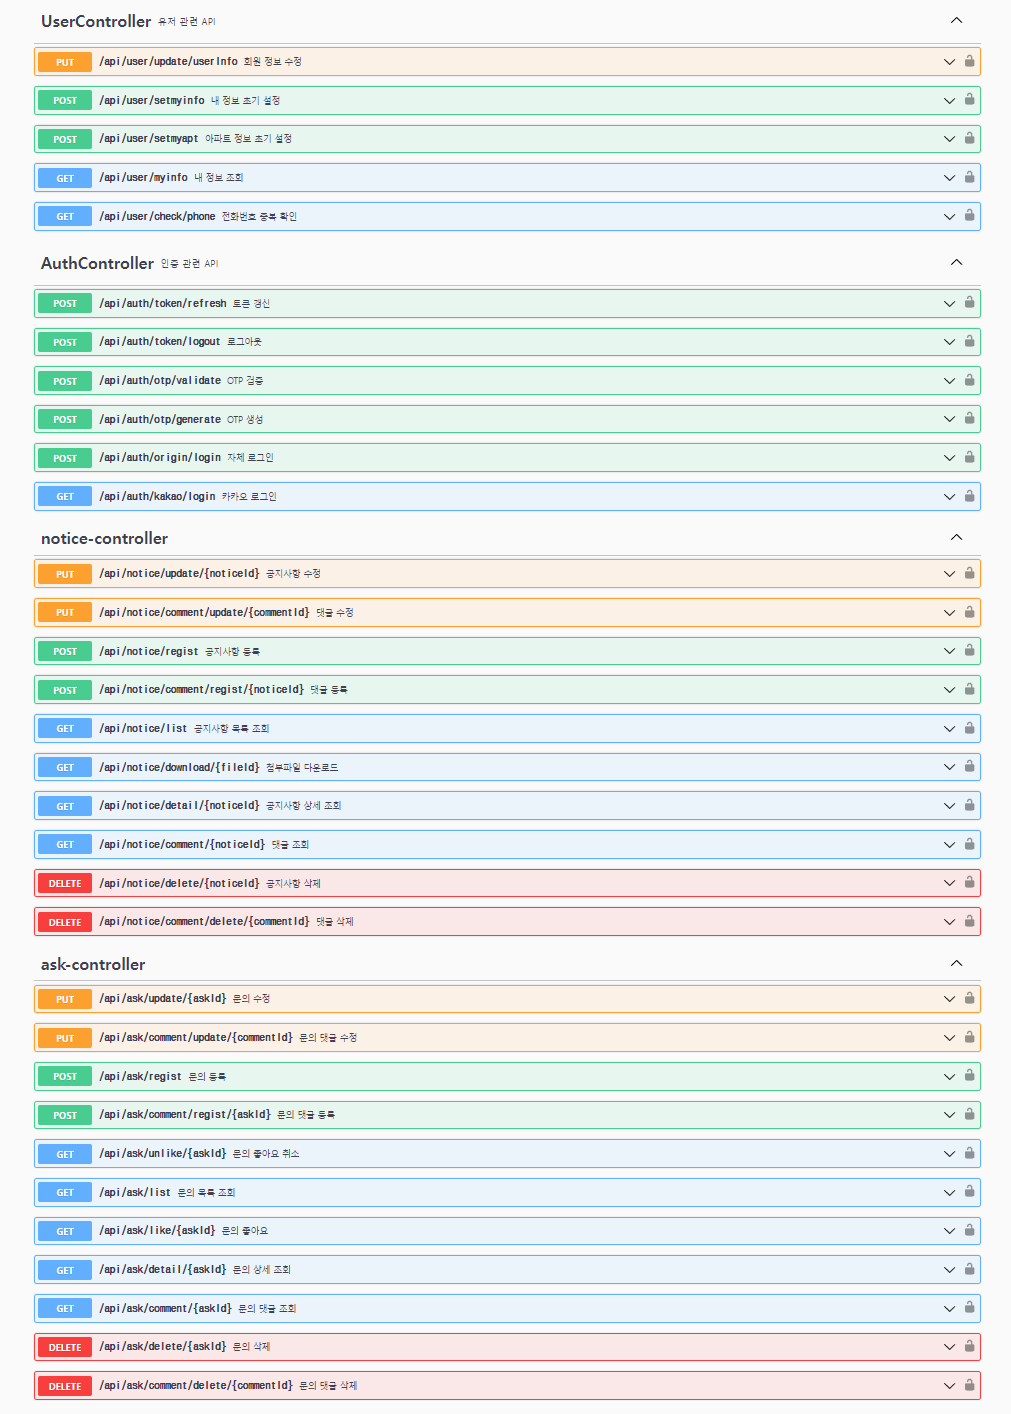 UserController 유저 관련 API
PUT /api/user/update/userInfo 회원 정보 수정
POST /api/user/setmyinfo 내 정보 초기 설정
POST /api/user/setmyapt 아파트 정보 초기 설정
GET /api/user/myinfo 내 정보 조회
GET /api/user/check/phone 전화번호 중복 확인
AuthController 인증 관련 API
POST /api/auth/token/refresh 토큰 갱신
POST /api/auth/token/logout 로그아웃
POST /api/auth/otp/validate OTP 검증
POST /api/auth/otp/generate OTP 생성
POST /api/auth/origin/login 자체 로그인
GET /api/auth/kakao/login 카카오 로그인
notice-controller
PUT /api/notice/update/{noticeId} 공지사항 수정
PUT /api/notice/comment/update/{commentId} 댓글 수정
POST /api/notice/regist 공지사항 등록
POST /api/notice/comment/regist/{noticeId} 댓글 등록
GET /api/notice/list 공지사항 목록 조회
GET /api/notice/download/{fileId} 첨부파일 다운로드
GET /api/notice/detail/{noticeId} 공지사항 상세 조회
GET /api/notice/comment/{noticeId} 댓글 조회
DELETE /api/notice/delete/{noticeId} 공지사항 삭제
DELETE /api/notice/comment/delete/{commentId} 댓글 삭제
ask-controller
PUT /api/ask/update/{askId} 문의 수정
PUT /api/ask/comment/update/{commentId} 문의 댓글 수정
POST /api/ask/regist 문의 등록
POST /api/ask/comment/regist/{askId} 문의 댓글 등록
GET /api/ask/unlike/{askId} 문의 좋아요 취소
GET /api/ask/list 문의 목록 조회
GET /api/ask/like/{askId} 문의 좋아요
GET /api/ask/detail/{askId} 문의 상세 조회
GET /api/ask/comment/{askId} 문의 댓글 조회
DELETE /api/ask/delete/{askId} 문의 삭제
DELETE /api/ask/comment/delete/{commentId} 문의 댓글 삭제